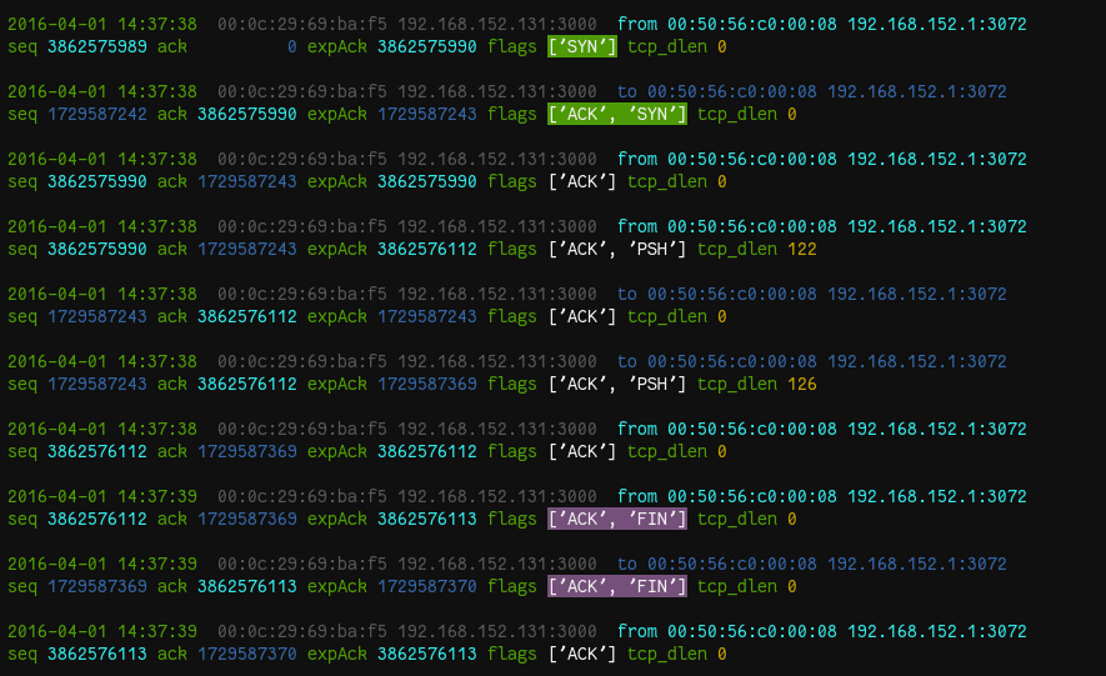 2016-04-01 14:37:38  00:0c:29:69:ba:f5 192.168.152.131:3000  from 00:50:56:c0:00:08 192.168.152.1:3072
seq 3862575989 ack          0 expAck 3862575990 flags ['SYN'] tcp_dlen 0
2016-04-01 14:37:38  00:0c:29:69:ba:f5 192.168.152.131:3000  to 00:50:56:c0:00:08 192.168.152.1:3072
seq 1729587242 ack 3862575990 expAck 1729587243 flags ['ACK', 'SYN'] tcp_dlen 0
2016-04-01 14:37:38  00:0c:29:69:ba:f5 192.168.152.131:3000  from 00:50:56:c0:00:08 192.168.152.1:3072
seq 3862575990 ack 1729587243 expAck 3862575990 flags ['ACK'] tcp_dlen 0
2016-04-01 14:37:38  00:0c:29:69:ba:f5 192.168.152.131:3000  from 00:50:56:c0:00:08 192.168.152.1:3072
seq 3862575990 ack 1729587243 expAck 3862576112 flags ['ACK', 'PSH'] tcp_dlen 122
2016-04-01 14:37:38  00:0c:29:69:ba:f5 192.168.152.131:3000  to 00:50:56:c0:00:08 192.168.152.1:3072
seq 1729587243 ack 3862576112 expAck 1729587243 flags ['ACK'] tcp_dlen 0
2016-04-01 14:37:38  00:0c:29:69:ba:f5 192.168.152.131:3000  to 00:50:56:c0:00:08 192.168.152.1:3072
seq 1729587243 ack 3862576112 expAck 1729587369 flags ['ACK', 'PSH'] tcp_dlen 126
2016-04-01 14:37:38  00:0c:29:69:ba:f5 192.168.152.131:3000  from 00:50:56:c0:00:08 192.168.152.1:3072
seq 3862576112 ack 1729587369 expAck 3862576112 flags ['ACK'] tcp_dlen 0
2016-04-01 14:37:39  00:0c:29:69:ba:f5 192.168.152.131:3000  from 00:50:56:c0:00:08 192.168.152.1:3072
seq 3862576112 ack 1729587369 expAck 3862576113 flags ['ACK', 'FIN'] tcp_dlen 0
2016-04-01 14:37:39  00:0c:29:69:ba:f5 192.168.152.131:3000  to 00:50:56:c0:00:08 192.168.152.1:3072
seq 1729587369 ack 3862576113 expAck 1729587370 flags ['ACK', 'FIN'] tcp_dlen 0
2016-04-01 14:37:39  00:0c:29:69:ba:f5 192.168.152.131:3000  from 00:50:56:c0:00:08 192.168.152.1:3072
seq 3862576113 ack 1729587370 expAck 3862576113 flags ['ACK'] tcp_dlen 0